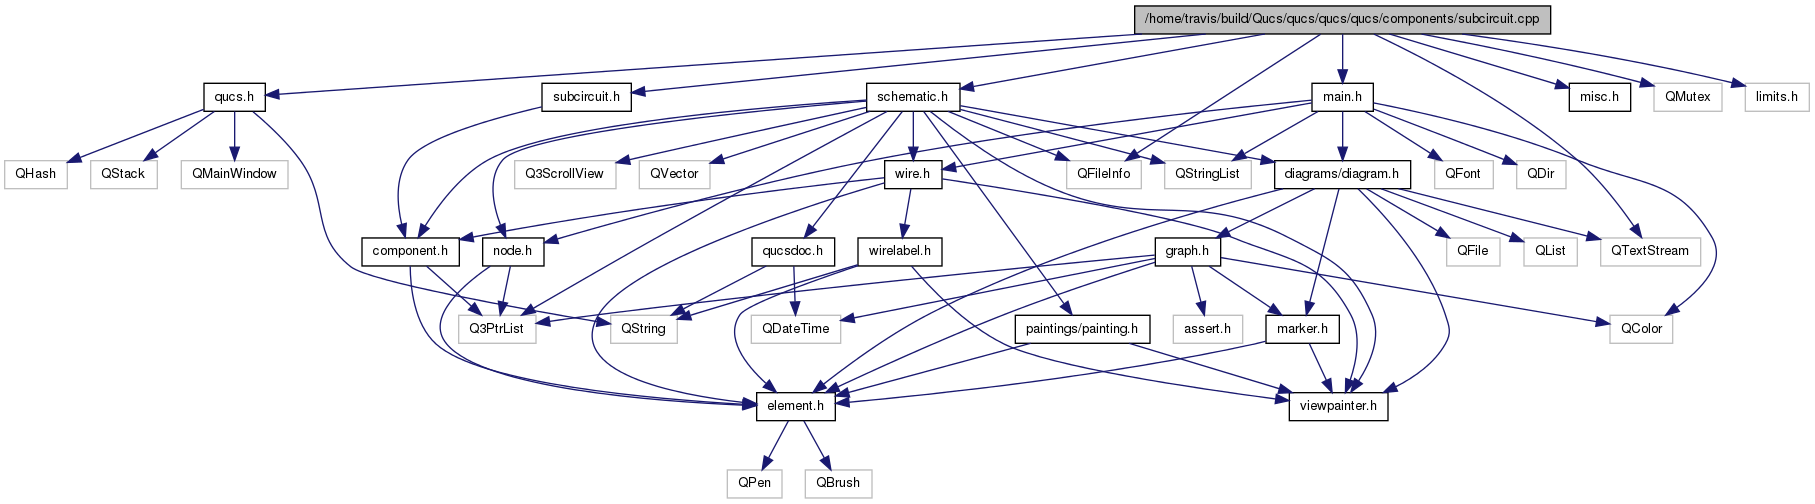 /home/travis/build/Qucs/qucs/qucs/qucs/components/subcircuit.cpp
qucs.h
subcircuit.h
schematic.h
main.h
misc.h
QMutex
limits.h
QHash
QStack
QMainWindow
Q3ScrollView
QVector
wire.h
QFileInfo
QStringList
diagrams/diagram.h
QFont
QDir
component.h
node.h
qucsdoc.h
wirelabel.h
graph.h
QFile
QList
QTextStream
Q3PtrList
QString
QDateTime
paintings/painting.h
assert.h
marker.h
QColor
element.h
viewpainter.h
QPen
QBrush